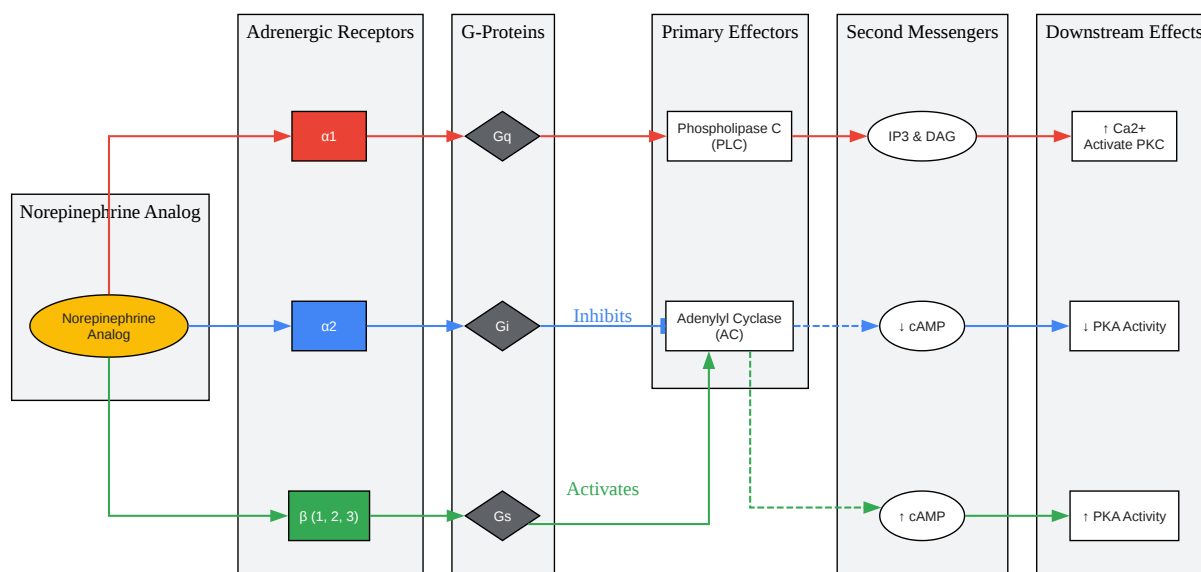 Adrenergic Receptors
G-Proteins
Primary Effectors
Second Messengers
Downstream Effects
α1
Gq
Phospholipase C
(PLC)
IP3 & DAG
↑ Ca2+
Activate PKC
Norepinephrine Analog
Norepinephrine
Analog
α2
Gi
Inhibits
Adenylyl Cyclase
(AC)
↓ cAMP
↓ PKA Activity
β (1, 2, 3)
Gs
Activates
↑ cAMP
↑ PKA Activity